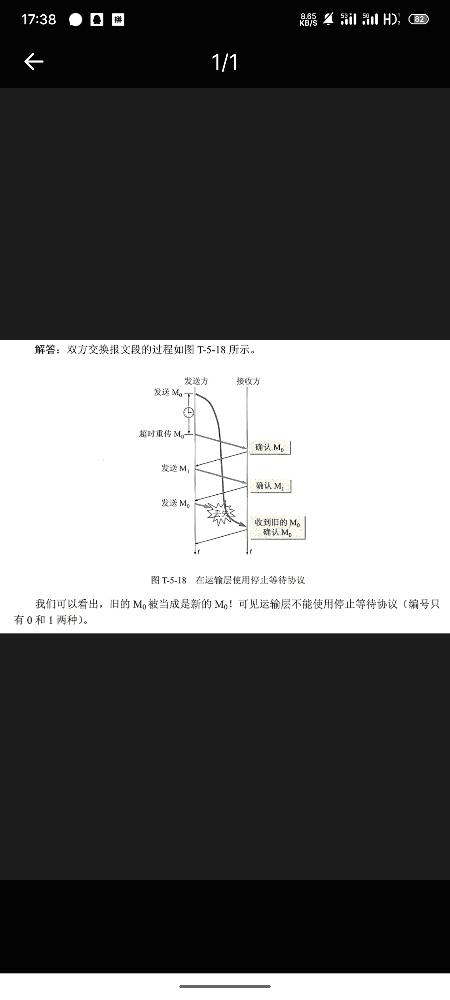 17:38
拼
8.65
KB/S
5G
5G
H
1
2
82
1/1
解答：双方交换报文段的过程如图 T-5-18 所示。
发送方
接收方
发送 M₀
超时重传 M₀
确认 M₀
发送 M₁
确认 M₁
发送 M₀
丢失
收到旧的 M₀
确认 M₀
t
t
图 T-5-18 在运输层使用停止等待协议
我们可以看出，旧的 M₀ 被当成是新的 M₀！可见运输层不能使用停止等待协议（编号只
有 0 和 1 两种）。